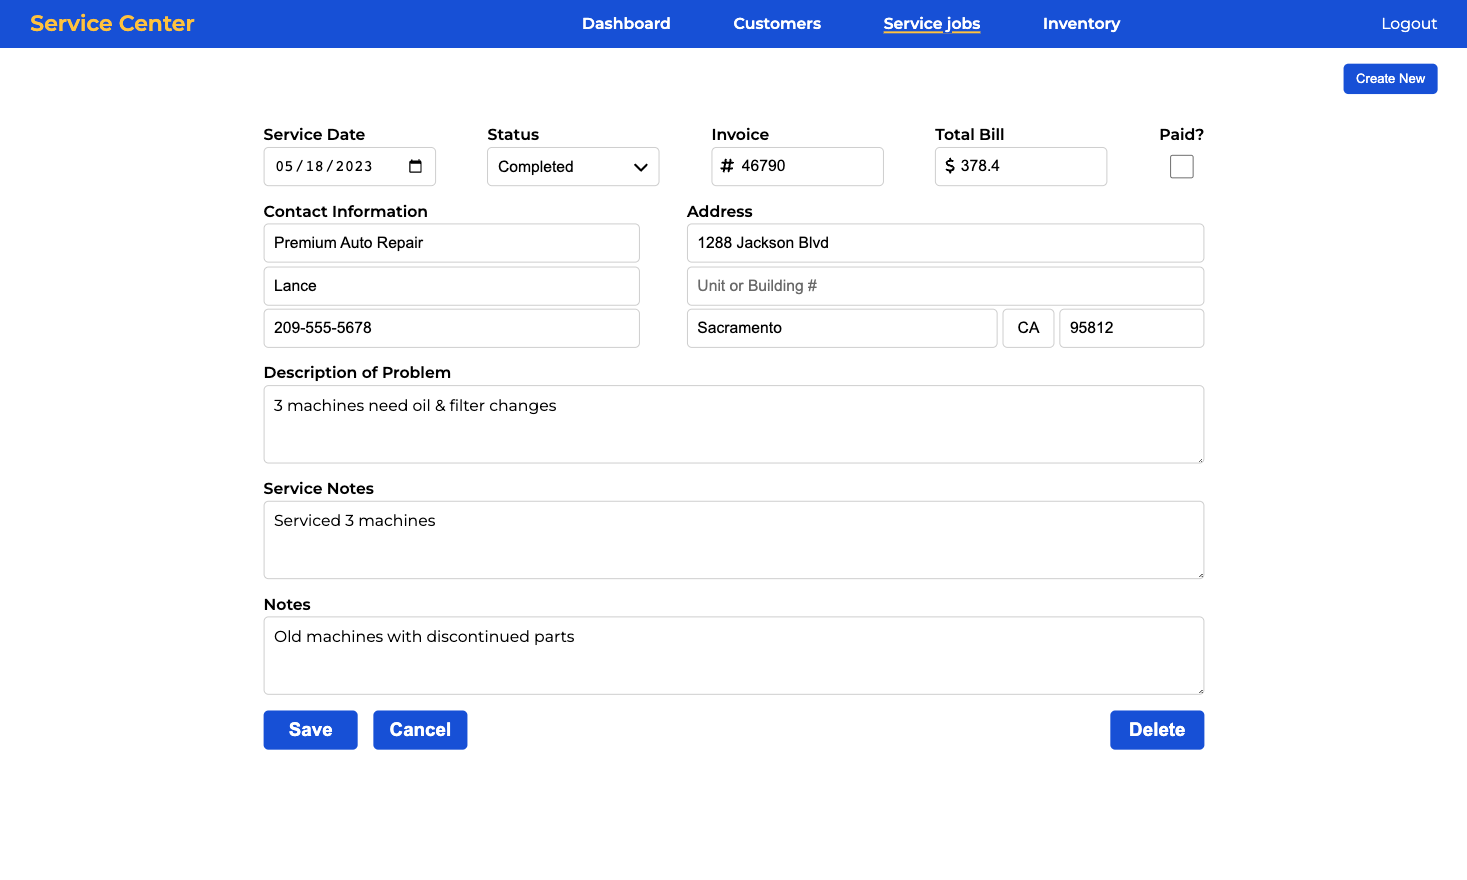 Service Center
Dashboard
Customers
Service jobs
Inventory
Logout
Create New
Service Date
Status
Invoice
Total Bill
Paid?
05/18/2023
Completed
# 46790
$ 378.4
Contact Information
Address
Premium Auto Repair
1288 Jackson Blvd
Lance
Unit or Building #
209-555-5678
Sacramento
CA
95812
Description of Problem
3 machines need oil & filter changes
Service Notes
Serviced 3 machines
Notes
Old machines with discontinued parts
Save
Cancel
Delete